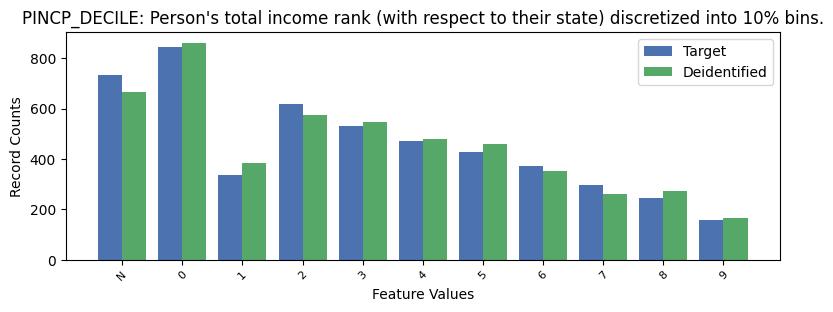 PINCP_DECILE: Person's total income rank (with respect to their state) discretized into 10% bins.
Target
Deidentified
Record Counts
800
600
400
200
0
N 0 1 2 3 4 5 6 7 8 9
Feature Values